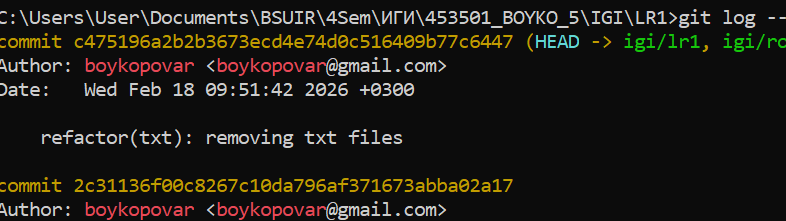 C:\Users\User\Documents\BSUIR\4Sem\ИГИ\453501_BOYKO_5\IGI\LR1>git log --
commit c475196a2b2b3673ecd4e74d0c516409b77c6447 (HEAD -> igi/lr1, igi/ro
Author: boykopovar <boykopovar@gmail.com>
Date:   Wed Feb 18 09:51:42 2026 +0300
refactor(txt): removing txt files
commit 2c31136f00c8267c10da796af371673abba02a17
Author: boykopovar <boykopovar@gmail.com>